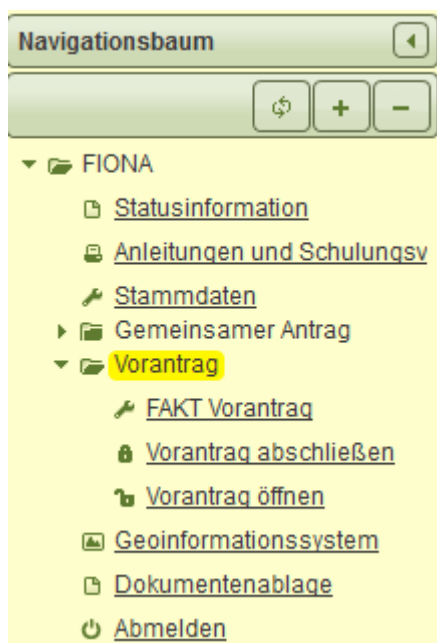 Navigationsbaum
FIONA
Statusinformation
Anleitungen und Schulungsv
Stammdaten
Gemeinsamer Antrag
Vorantrag
FAKT Vorantrag
Vorantrag abschließen
Vorantrag öffnen
Geoinformationssystem
Dokumentenablage
Abmelden